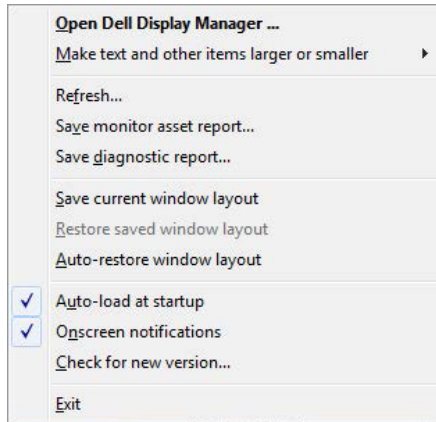 Open Dell Display Manager ...
Make text and other items larger or smaller
Refresh...
Save monitor asset report...
Save diagnostic report...
Save current window layout
Restore saved window layout
Auto-restore window layout
Auto-load at startup
Onscreen notifications
Check for new version...
Exit